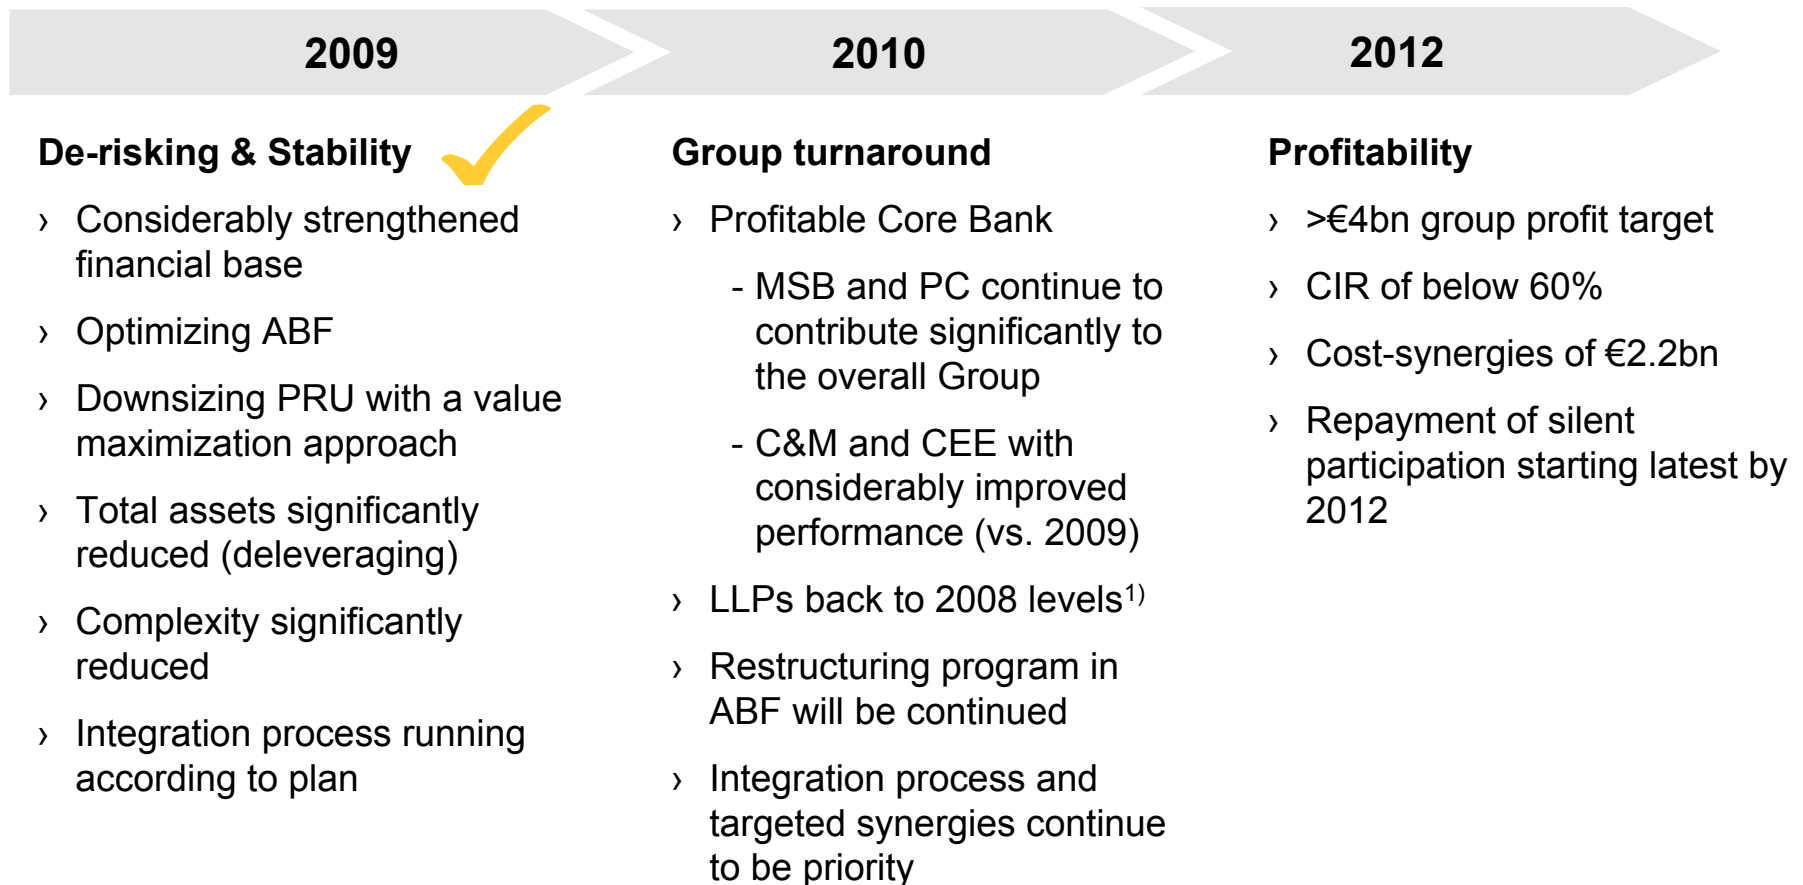 2009
2010
2012
De-risking & Stability
› Considerably strengthened
financial base
› Optimizing ABF
› Downsizing PRU with a value
maximization approach
› Total assets significantly
reduced (deleveraging)
› Complexity significantly
reduced
› Integration process running
according to plan
Group turnaround
› Profitable Core Bank
- MSB and PC continue to
contribute significantly to
the overall Group
- C&M and CEE with
considerably improved
performance (vs. 2009)
› LLPs back to 2008 levels¹⁾
› Restructuring program in
ABF will be continued
› Integration process and
targeted synergies continue
to be priority
Profitability
› >€4bn group profit target
› CIR of below 60%
› Cost-synergies of €2.2bn
› Repayment of silent
participation starting latest by
2012